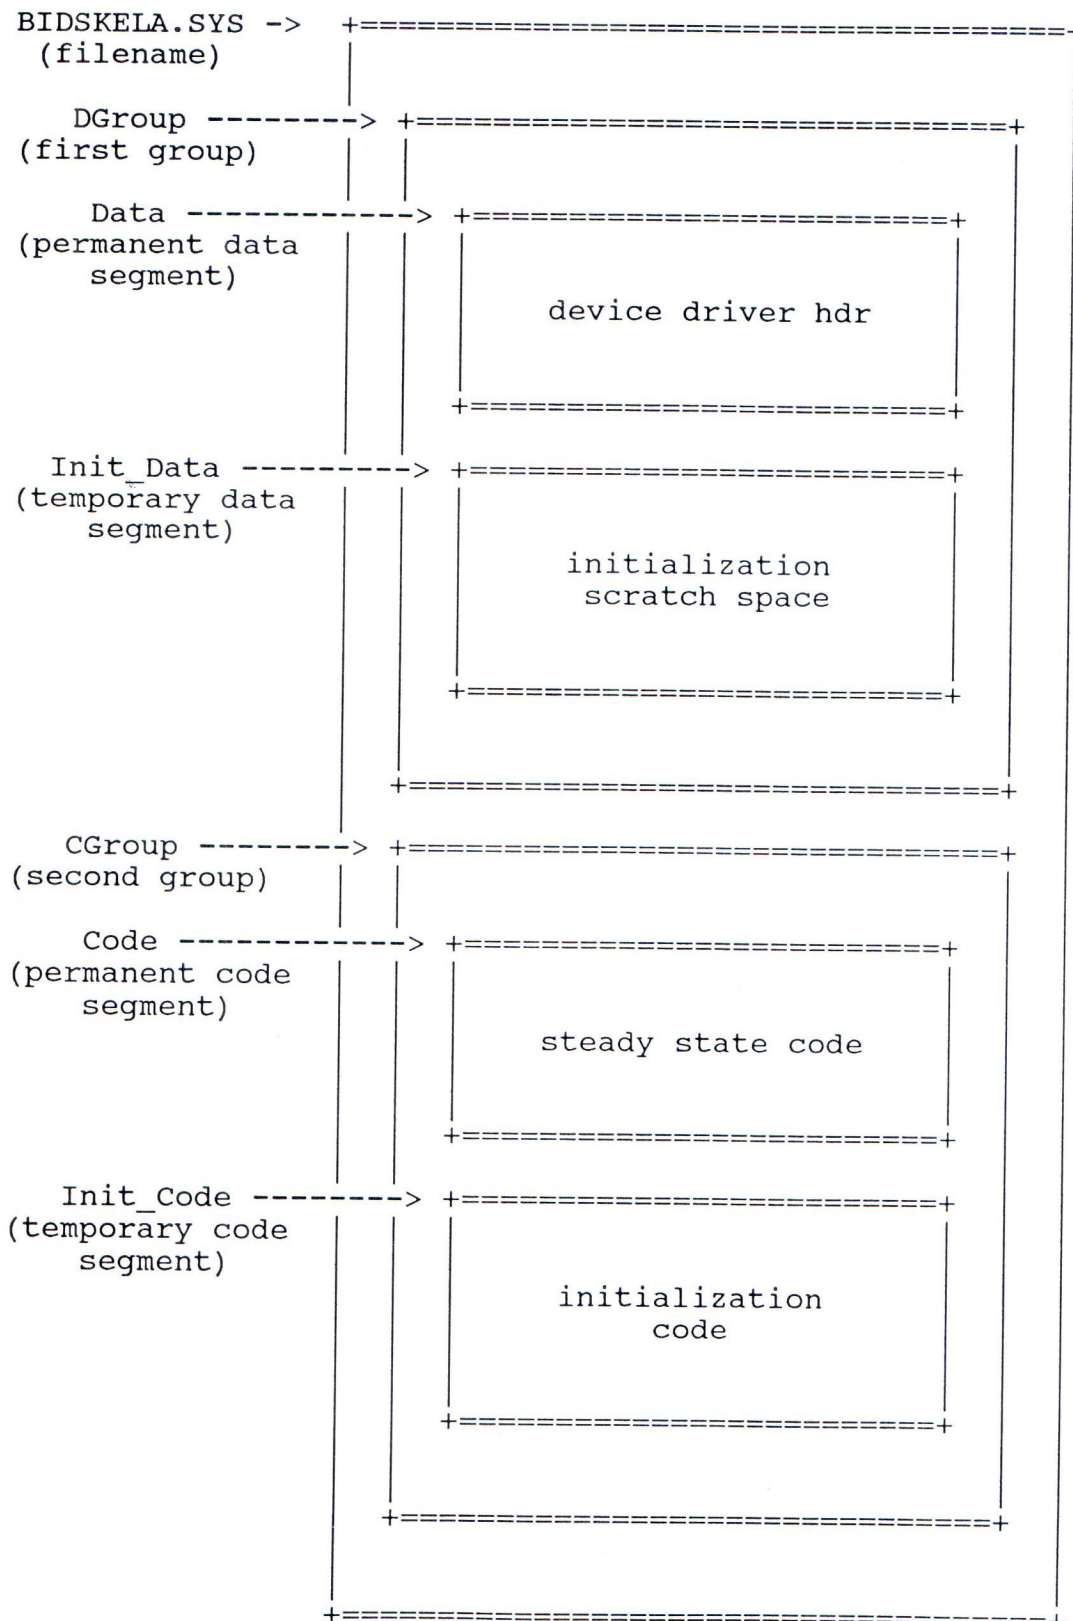 BIDSKELA.SYS ->
(filename)
DGroup -------->
(first group)
Data ------------>
(permanent data
segment)
device driver hdr
Init_Data --------->
(temporary data
segment)
initialization
scratch space
CGroup -------->
(second group)
Code ------------>
(permanent code
segment)
steady state code
Init_Code -------->
(temporary code
segment)
initialization
code